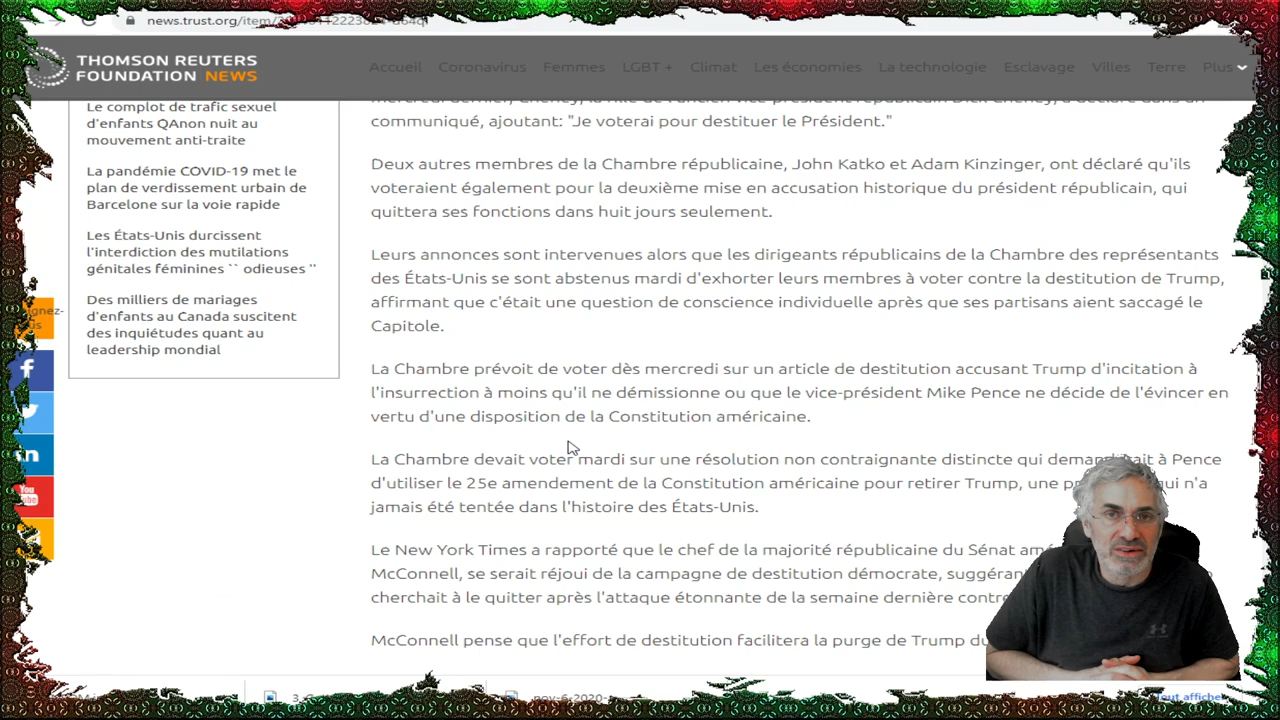 news.trust.org/item/
THOMSON REUTERS
FOUNDATION NEWS
Accueil Coronavirus Femmes LGBT + Climat Les économies La technologie Esclavage Villes Terre Plus
Le complot de trafic sexuel
d'enfants QAnon nuit au
mouvement anti-traite
La pandémie COVID-19 met le
plan de verdissement urbain de
Barcelone sur la voie rapide
Les États-Unis durcissent
l'interdiction des mutilations
génitales féminines `` odieuses ''
Des milliers de mariages
d'enfants au Canada suscitent
des inquiétudes quant au
leadership mondial
mercredi dernier, Cheney, la fille de l'ancien vice-président républicain Dick Cheney, a déclaré dans un
communiqué, ajoutant: "Je voterai pour destituer le Président."
Deux autres membres de la Chambre républicaine, John Katko et Adam Kinzinger, ont déclaré qu'ils
voteraient également pour la deuxième mise en accusation historique du président républicain, qui
quittera ses fonctions dans huit jours seulement.
Leurs annonces sont intervenues alors que les dirigeants républicains de la Chambre des représentants
des États-Unis se sont abstenus mardi d'exhorter leurs membres à voter contre la destitution de Trump,
affirmant que c'était une question de conscience individuelle après que ses partisans aient saccagé le
Capitole.
La Chambre prévoit de voter dès mercredi sur un article de destitution accusant Trump d'incitation à
l'insurrection à moins qu'il ne démissionne ou que le vice-président Mike Pence ne décide de l'évincer en
vertu d'une disposition de la Constitution américaine.
La Chambre devait voter mardi sur une résolution non contraignante distincte qui à Pence
d'utiliser le 25e amendement de la Constitution américaine pour retirer Trump, une qui n'a
jamais été tentée dans l'histoire des États-Unis.
Le New York Times a rapporté que le chef de la majorité républicaine du Sénat
McConnell, se serait réjoui de la campagne de destitution démocrate,
cherchait à le quitter après l'attaque étonnante de la semaine dernière
McConnell pense que l'effort de destitution facilitera la purge de Trump
nov-6-2020-
Tout afficher